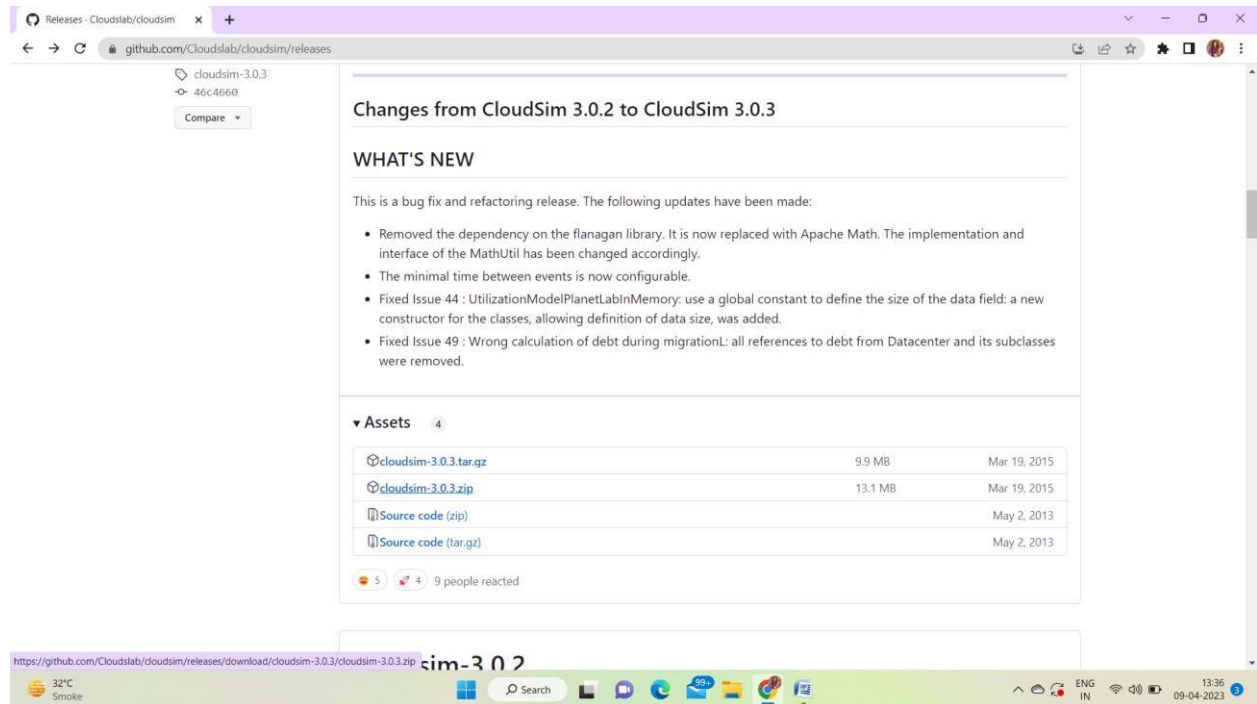 Releases · Cloudslab/cloudsim
github.com/Cloudslab/cloudsim/releases
cloudsim-3.0.3
46c4660
Compare
Changes from CloudSim 3.0.2 to CloudSim 3.0.3
WHAT'S NEW
This is a bug fix and refactoring release. The following updates have been made:
Removed the dependency on the flanagan library. It is now replaced with Apache Math. The implementation and
interface of the MathUtil has been changed accordingly.
The minimal time between events is now configurable.
Fixed Issue 44 : UtilizationModelPlanetLabInMemory: use a global constant to define the size of the data field: a new
constructor for the classes, allowing definition of data size, was added.
Fixed Issue 49 : Wrong calculation of debt during migrationL: all references to debt from Datacenter and its subclasses
were removed.
Assets 4
cloudsim-3.0.3.tar.gz 9.9 MB Mar 19, 2015
cloudsim-3.0.3.zip 13.1 MB Mar 19, 2015
Source code (zip) May 2, 2013
Source code (tar.gz) May 2, 2013
5 4 9 people reacted
sim-3.0.2
https://github.com/Cloudslab/cloudsim/releases/download/cloudsim-3.0.3/cloudsim-3.0.3.zip
32°C
Smoke
Search
99+
ENG
IN
13:36
09-04-2023
3